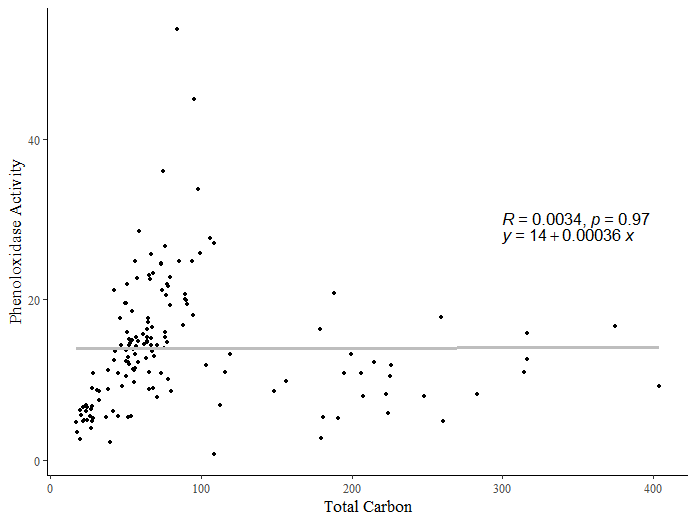 40
20
0
0
100
200
300
400
Phenoloxidase Activity
Total Carbon
R = 0.0034, p = 0.97
y = 14 + 0.00036 x